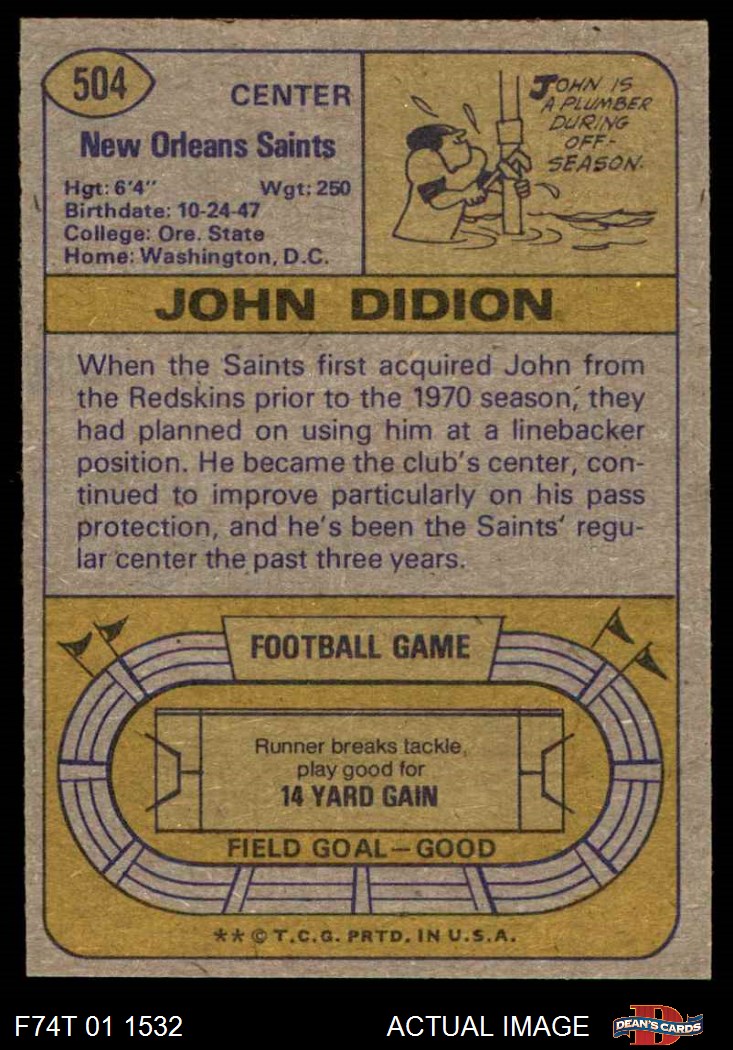 504
CENTER
New Orleans Saints
Hgt: 6'4" Wgt: 250
Birthdate: 10-24-47
College: Ore. State
Home: Washington, D.C.
JOHN IS
A PLUMBER
DURING
OFF-
SEASON.
JOHN DIDION
When the Saints first acquired John from
the Redskins prior to the 1970 season, they
had planned on using him at a linebacker
position. He became the club's center, con-
tinued to improve particularly on his pass
protection, and he's been the Saints' regu-
lar center the past three years.
FOOTBALL GAME
Runner breaks tackle,
play good for
14 YARD GAIN
FIELD GOAL—GOOD
** © T.C.G. PRTD. IN U.S.A.
F74T 01 1532
ACTUAL IMAGE
D
DEAN'S CARDS